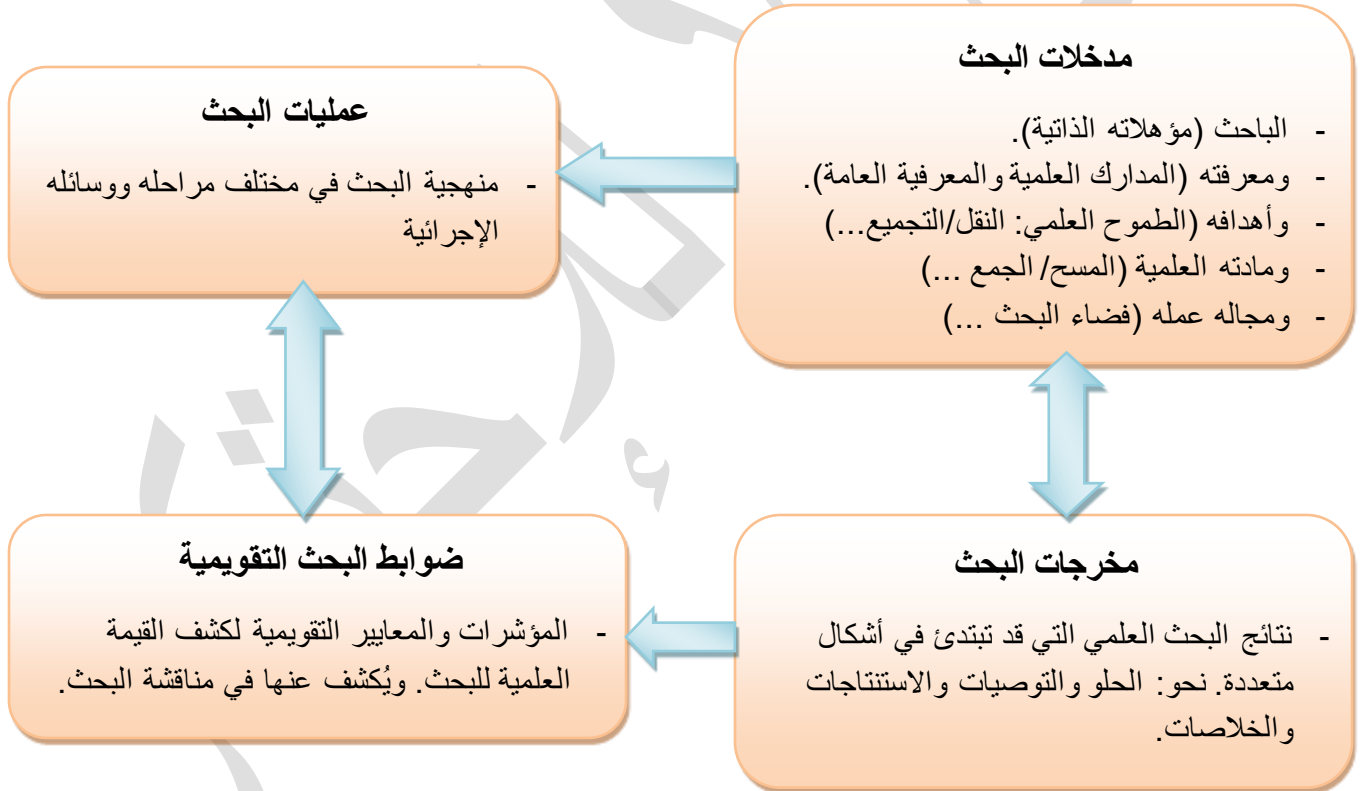 مدخلات البحث
- الباحث (مؤهلاته الذاتية).
- ومعرفته (المدارك العلمية والمعرفية العامة).
- وأهدافه (الطموح العلمي: النقل/التجميع...)
- ومادته العلمية (المسح/ الجمع ...)
- ومجاله عمله (فضاء البحث ...)
عمليات البحث
- منهجية البحث في مختلف مراحله ووسائله
الإجرائية
مخرجات البحث
- نتائج البحث العلمي التي قد تبتدئ في أشكال
متعددة. نحو: الحلو والتوصيات والاستنتاجات
والخلاصات.
ضوابط البحث التقويمية
- المؤشرات والمعايير التقويمية لكشف القيمة
العلمية للبحث. ويُكشف عنها في مناقشة البحث.